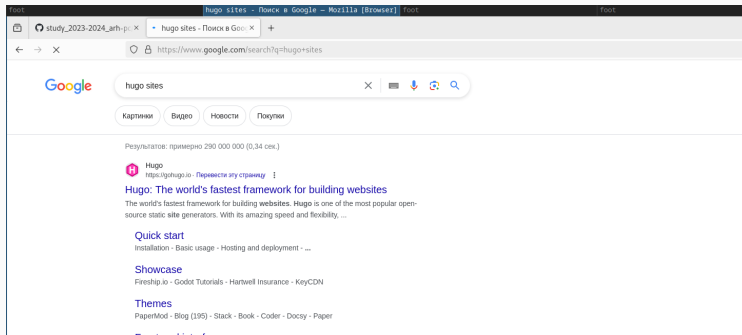 foot hugo sites - Поиск в Google — Mozilla [Browser] foot foot
study_2023-2024_arh-pc × hugo sites - Поиск в Goog × +
https://www.google.com/search?q=hugo+sites
Google hugo sites
Картинки Видео Новости Покупки
Результатов: примерно 290 000 000 (0,34 сек.)
Hugo
https://gohugo.io · Перевести эту страницу
Hugo: The world's fastest framework for building websites
The world's fastest framework for building websites. Hugo is one of the most popular open-
source static site generators. With its amazing speed and flexibility, ...
Quick start
Installation - Basic usage - Hosting and deployment - ...
Showcase
Fireship.io - Godot Tutorials - Hartwell Insurance - KeyCDN
Themes
PaperMod - Blog (195) - Stack - Book - Coder - Docsy - Paper